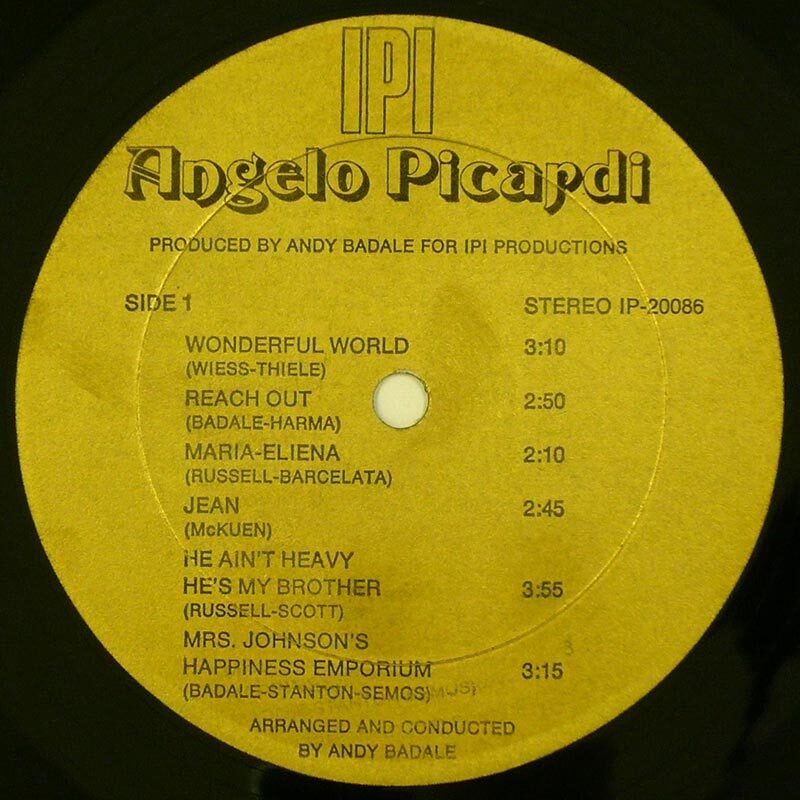 IPI
Angelo Picardi
PRODUCED BY ANDY BADALE FOR IPI PRODUCTIONS
SIDE 1 STEREO IP-20086
WONDERFUL WORLD 3:10
(WIESS-THIELE)
REACH OUT 2:50
(BADALE-HARMA)
MARIA-ELIENA 2:10
(RUSSELL-BARCELATA)
JEAN 2:45
(McKUEN)
HE AIN'T HEAVY
HE'S MY BROTHER 3:55
(RUSSELL-SCOTT)
MRS. JOHNSON'S
HAPPINESS EMPORIUM 3:15
(BADALE-STANTON-SEMOS)
ARRANGED AND CONDUCTED
BY ANDY BADALE